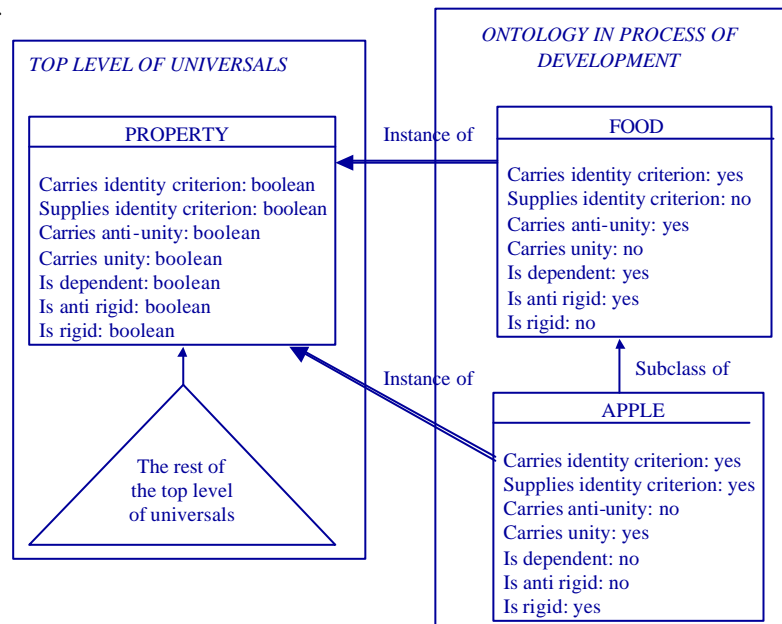 TOP LEVEL OF UNIVERSALS
PROPERTY
Carries identity criterion: boolean
Supplies identity criterion: boolean
Carries anti-unity: boolean
Carries unity: boolean
Is dependent: boolean
Is anti rigid: boolean
Is rigid: boolean
The rest of
the top level
of universals
Instance of
Instance of
ONTOLOGY IN PROCESS OF
DEVELOPMENT
FOOD
Carries identity criterion: yes
Supplies identity criterion: no
Carries anti-unity: yes
Carries unity: no
Is dependent: yes
Is anti rigid: yes
Is rigid: no
Subclass of
APPLE
Carries identity criterion: yes
Supplies identity criterion: yes
Carries anti-unity: no
Carries unity: yes
Is dependent: no
Is anti rigid: no
Is rigid: yes